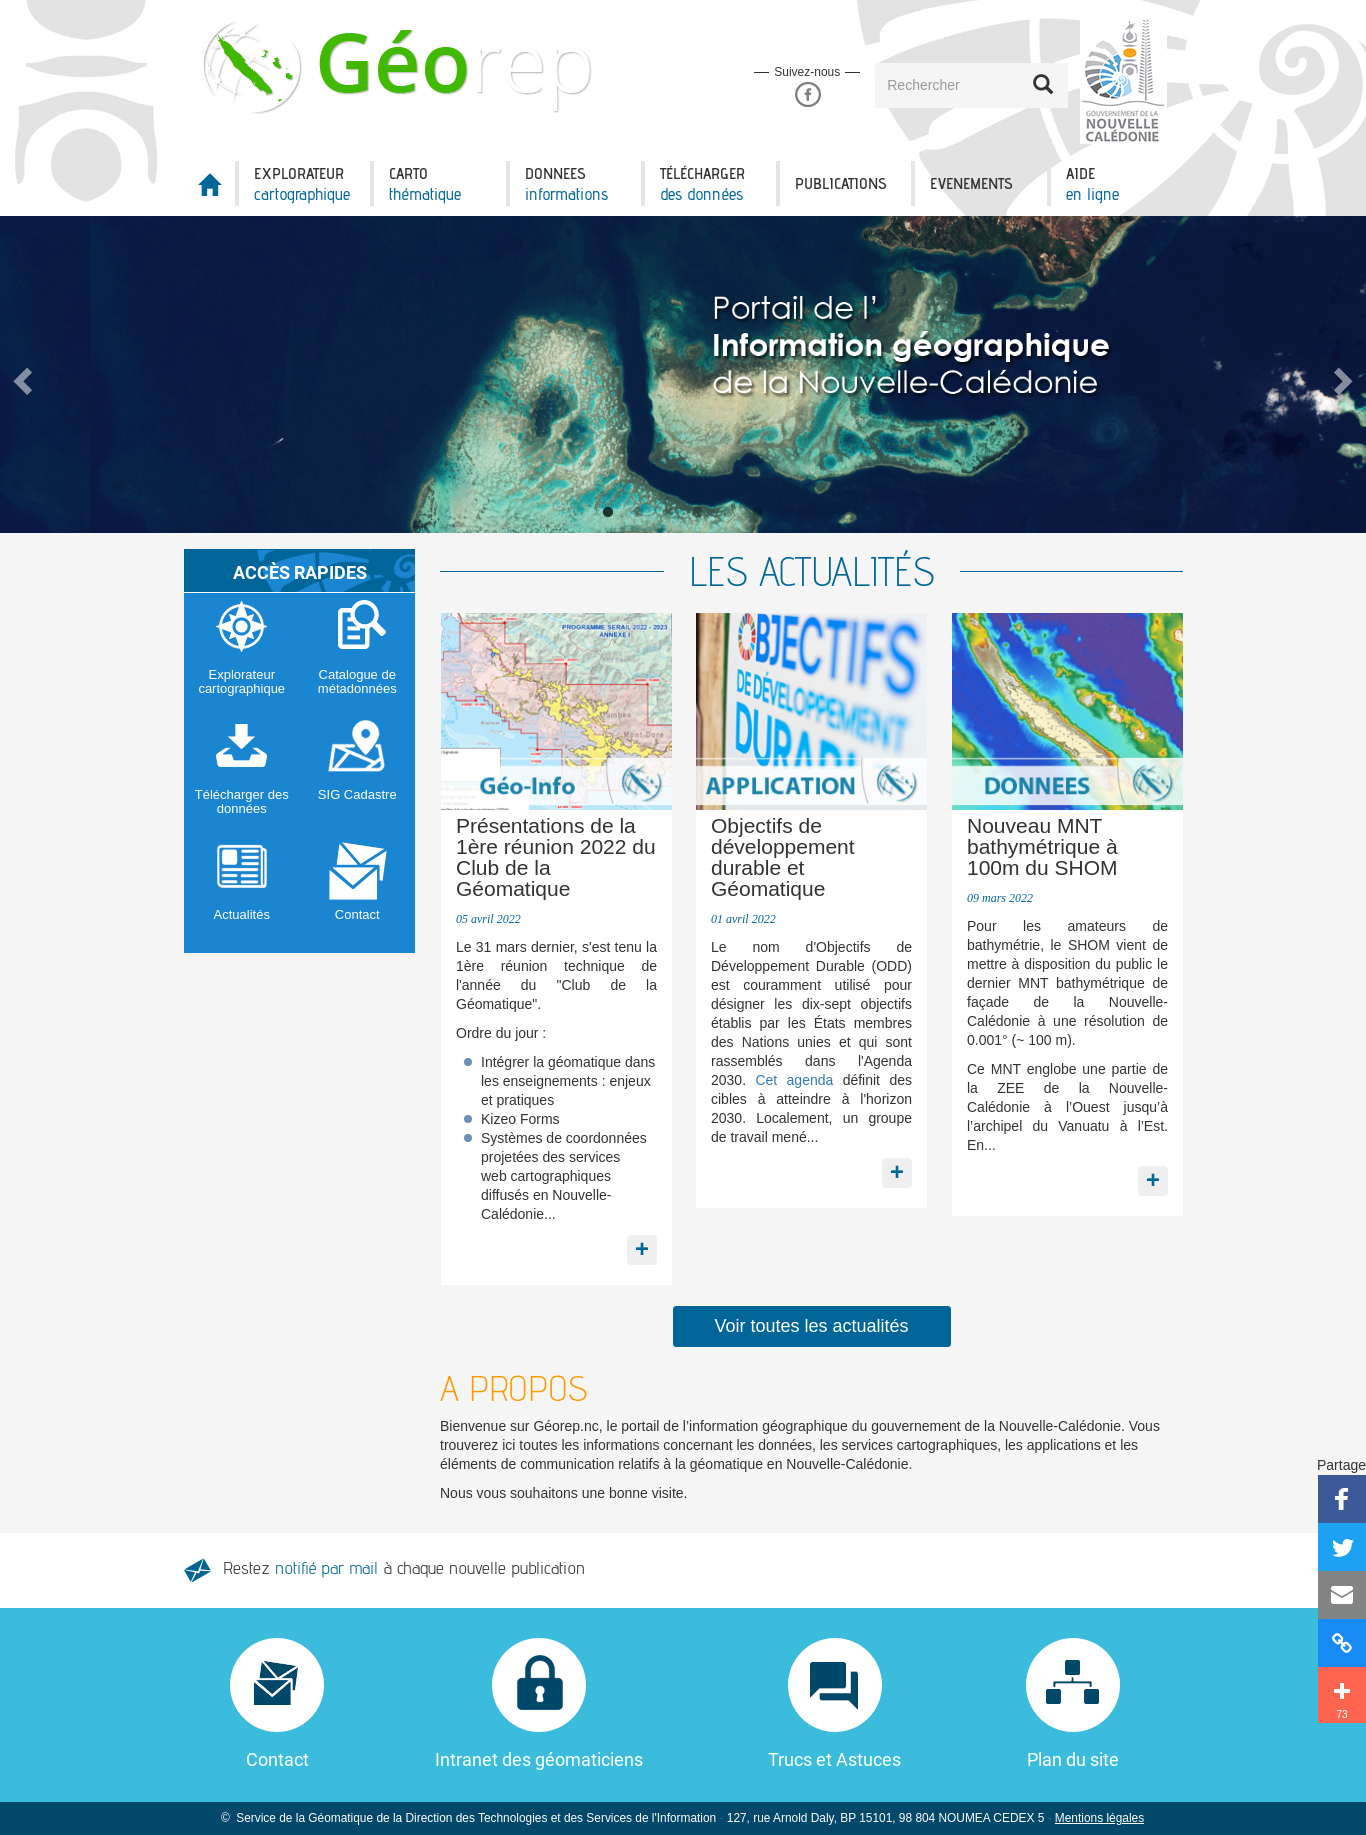 Géorep
Suivez-nous
Rechercher
GOUVERNEMENT DE LA
NOUVELLE
CALÉDONIE
EXPLORATEUR
cartographique
CARTO
thématique
DONNEES
informations
TÉLÉCHARGER
des données
PUBLICATIONS
EVENEMENTS
AIDE
en ligne
Portail de l'
Information géographique
de la Nouvelle-Calédonie
ACCÈS RAPIDES
Explorateur
cartographique
Catalogue de
métadonnées
Télécharger des
données
SIG Cadastre
Actualités
Contact
LES ACTUALITÉS
PROGRAMME SERAIL 2022 - 2023
ANNEXE I
Dumbea
Mont-Dore
Géo-Info
Présentations de la
1ère réunion 2022 du
Club de la
Géomatique
05 avril 2022
Le 31 mars dernier, s'est tenu la
1ère réunion technique de
l'année du "Club de la
Géomatique".
Ordre du jour :
Intégrer la géomatique dans
les enseignements : enjeux
et pratiques
Kizeo Forms
Systèmes de coordonnées
projetées des services
web cartographiques
diffusés en Nouvelle-
Calédonie...
+
OBJECTIFS
DE DÉVELOPPEMENT
DURABL
APPLICATION
Objectifs de
développement
durable et
Géomatique
01 avril 2022
Le nom d'Objectifs de
Développement Durable (ODD)
est couramment utilisé pour
désigner les dix-sept objectifs
établis par les États membres
des Nations unies et qui sont
rassemblés dans l'Agenda
2030. Cet agenda définit des
cibles à atteindre à l'horizon
2030. Localement, un groupe
de travail mené...
+
DONNEES
Nouveau MNT
bathymétrique à
100m du SHOM
09 mars 2022
Pour les amateurs de
bathymétrie, le SHOM vient de
mettre à disposition du public le
dernier MNT bathymétrique de
façade de la Nouvelle-
Calédonie à une résolution de
0.001° (~ 100 m).
Ce MNT englobe une partie de
la ZEE de la Nouvelle-
Calédonie à l’Ouest jusqu’à
l’archipel du Vanuatu à l’Est.
En...
+
Voir toutes les actualités
A PROPOS
Bienvenue sur Géorep.nc, le portail de l’information géographique du gouvernement de la Nouvelle-Calédonie. Vous
trouverez ici toutes les informations concernant les données, les services cartographiques, les applications et les
éléments de communication relatifs à la géomatique en Nouvelle-Calédonie.
Nous vous souhaitons une bonne visite.
Partage
73
Restez notifié par mail à chaque nouvelle publication
Contact
Intranet des géomaticiens
Trucs et Astuces
Plan du site
© Service de la Géomatique de la Direction des Technologies et des Services de l'Information - 127, rue Arnold Daly, BP 15101, 98 804 NOUMEA CEDEX 5 - Mentions légales